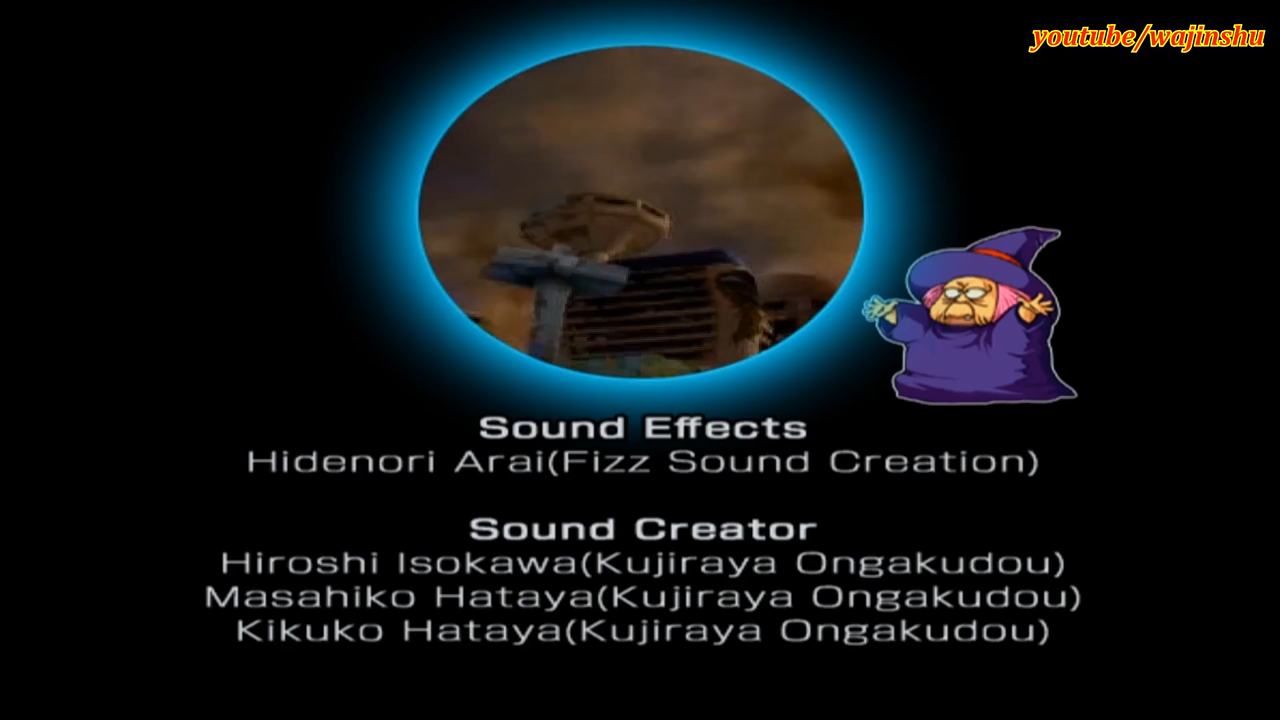 youtube/wajinshu
Sound Effects
Hidenori Arai(Fizz Sound Creation)
Sound Creator
Hiroshi Isokawa(Kujiraya Ongakudou)
Masahiko Hataya(Kujiraya Ongakudou)
Kikuko Hataya(Kujiraya Ongakudou)